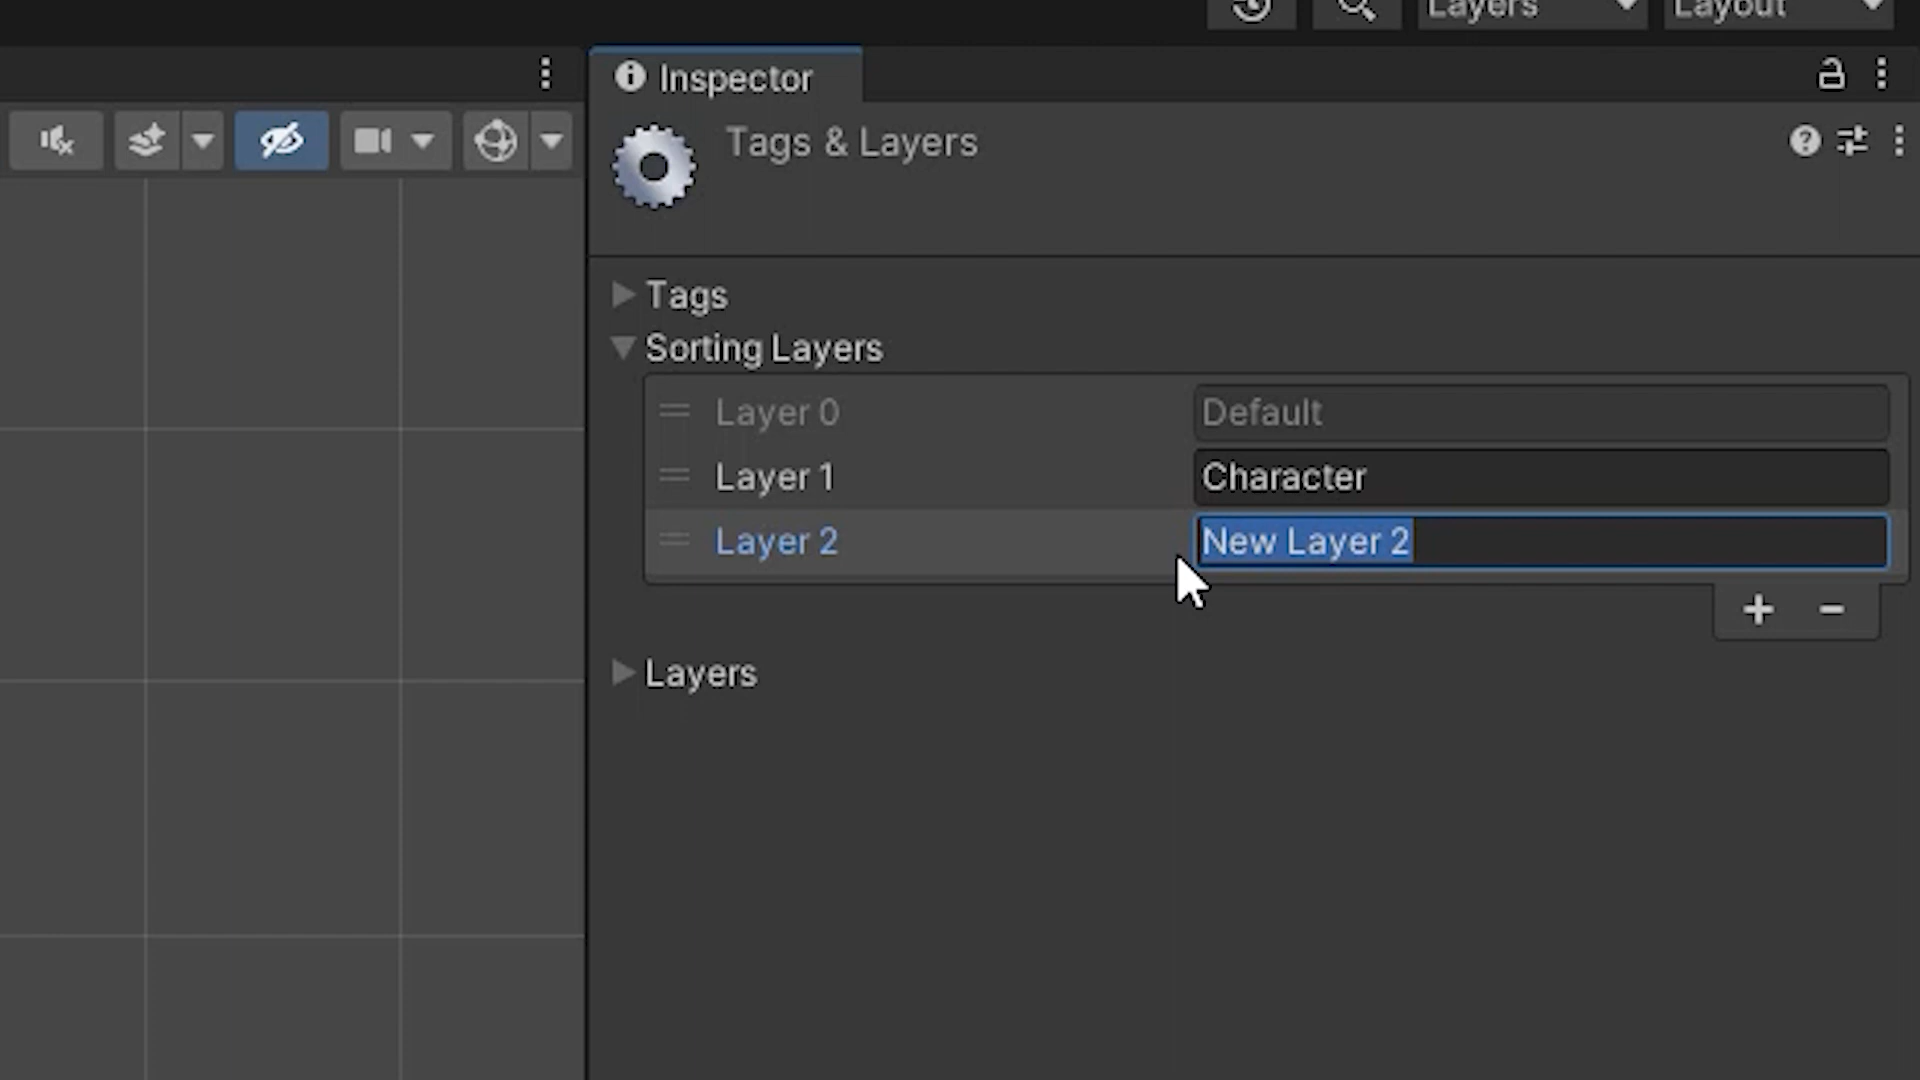 Layers
Layout
Inspector
Tags & Layers
Tags
Sorting Layers
Layer 0
Default
Layer 1
Character
Layer 2
New Layer 2
Layers